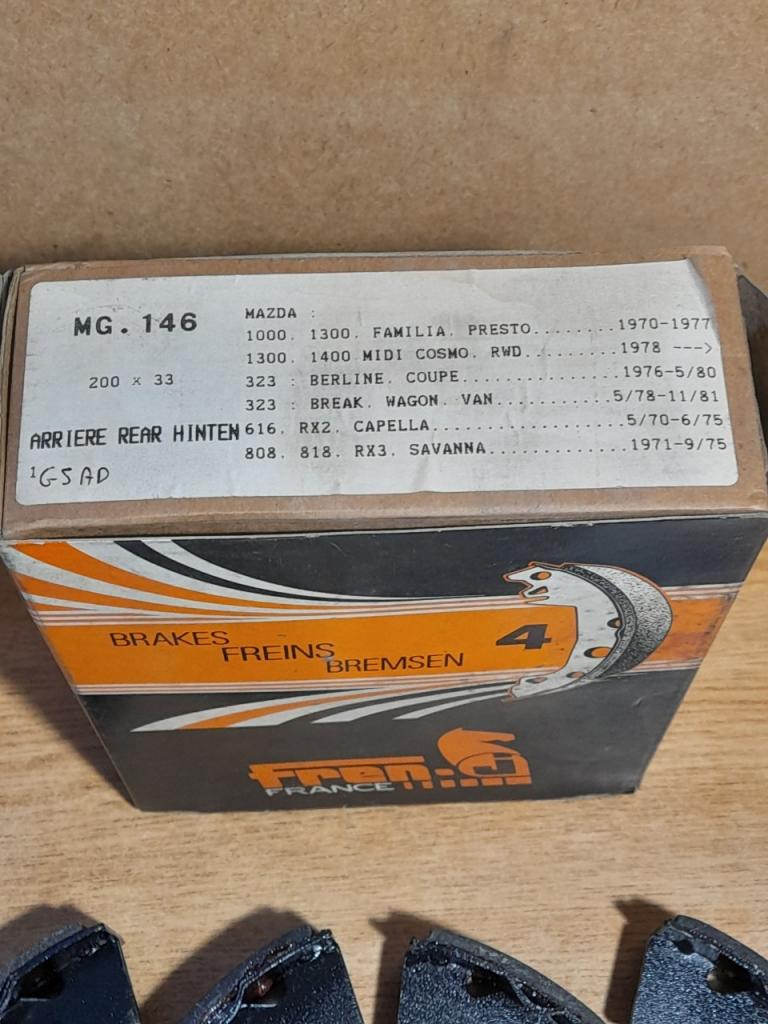 MG.146
200 x 33
ARRIERE REAR HINTEN
1GSAD
MAZDA :
1000. 1300. FAMILIA. PRESTO........1970-1977
1300. 1400 MIDI COSMO. RWD.........1978 --->
323 : BERLINE. COUPE...............1976-5/80
323 : BREAK. WAGON. VAN...........5/78-11/81
616. RX2. CAPELLA..................5/70-6/75
808. 818. RX3. SAVANNA.............1971-9/75
BRAKES
FREINS
BREMSEN
4
fren.dj
FRANCE